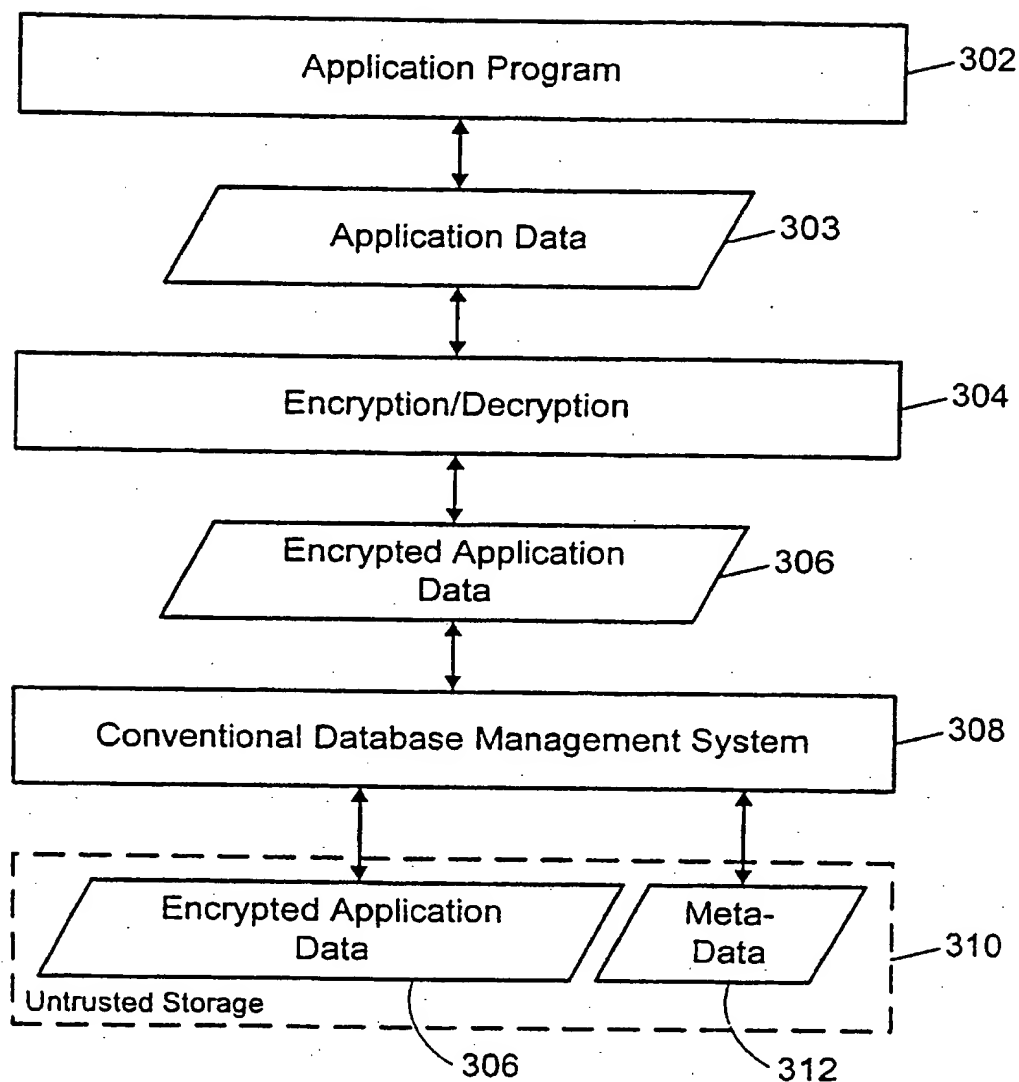 Application Program
302
Application Data
303
Encryption/Decryption
304
Encrypted Application
Data
306
Conventional Database Management System
308
Encrypted Application
Data
Meta-
Data
310
Untrusted Storage
306
312